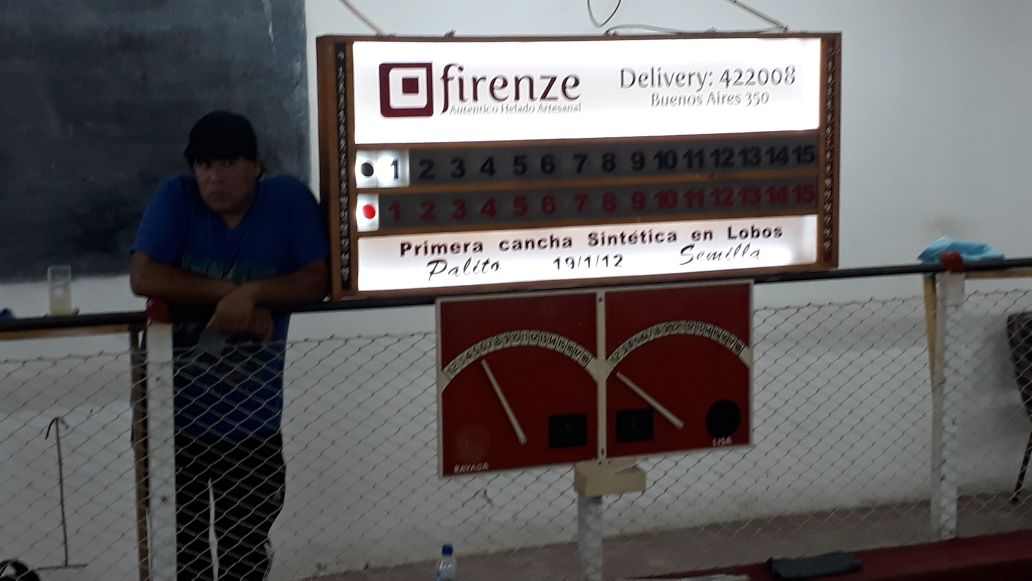 firenze
Autentico Helado Artesanal
Delivery: 422008
Buenos Aires 350
1 2 3 4 5 6 7 8 9 10 11 12 13 14 15
1 2 3 4 5 6 7 8 9 10 11 12 13 14 15
Primera cancha Sintética en Lobos
Palito 19/1/12 Semilla
RAYADA
LISA